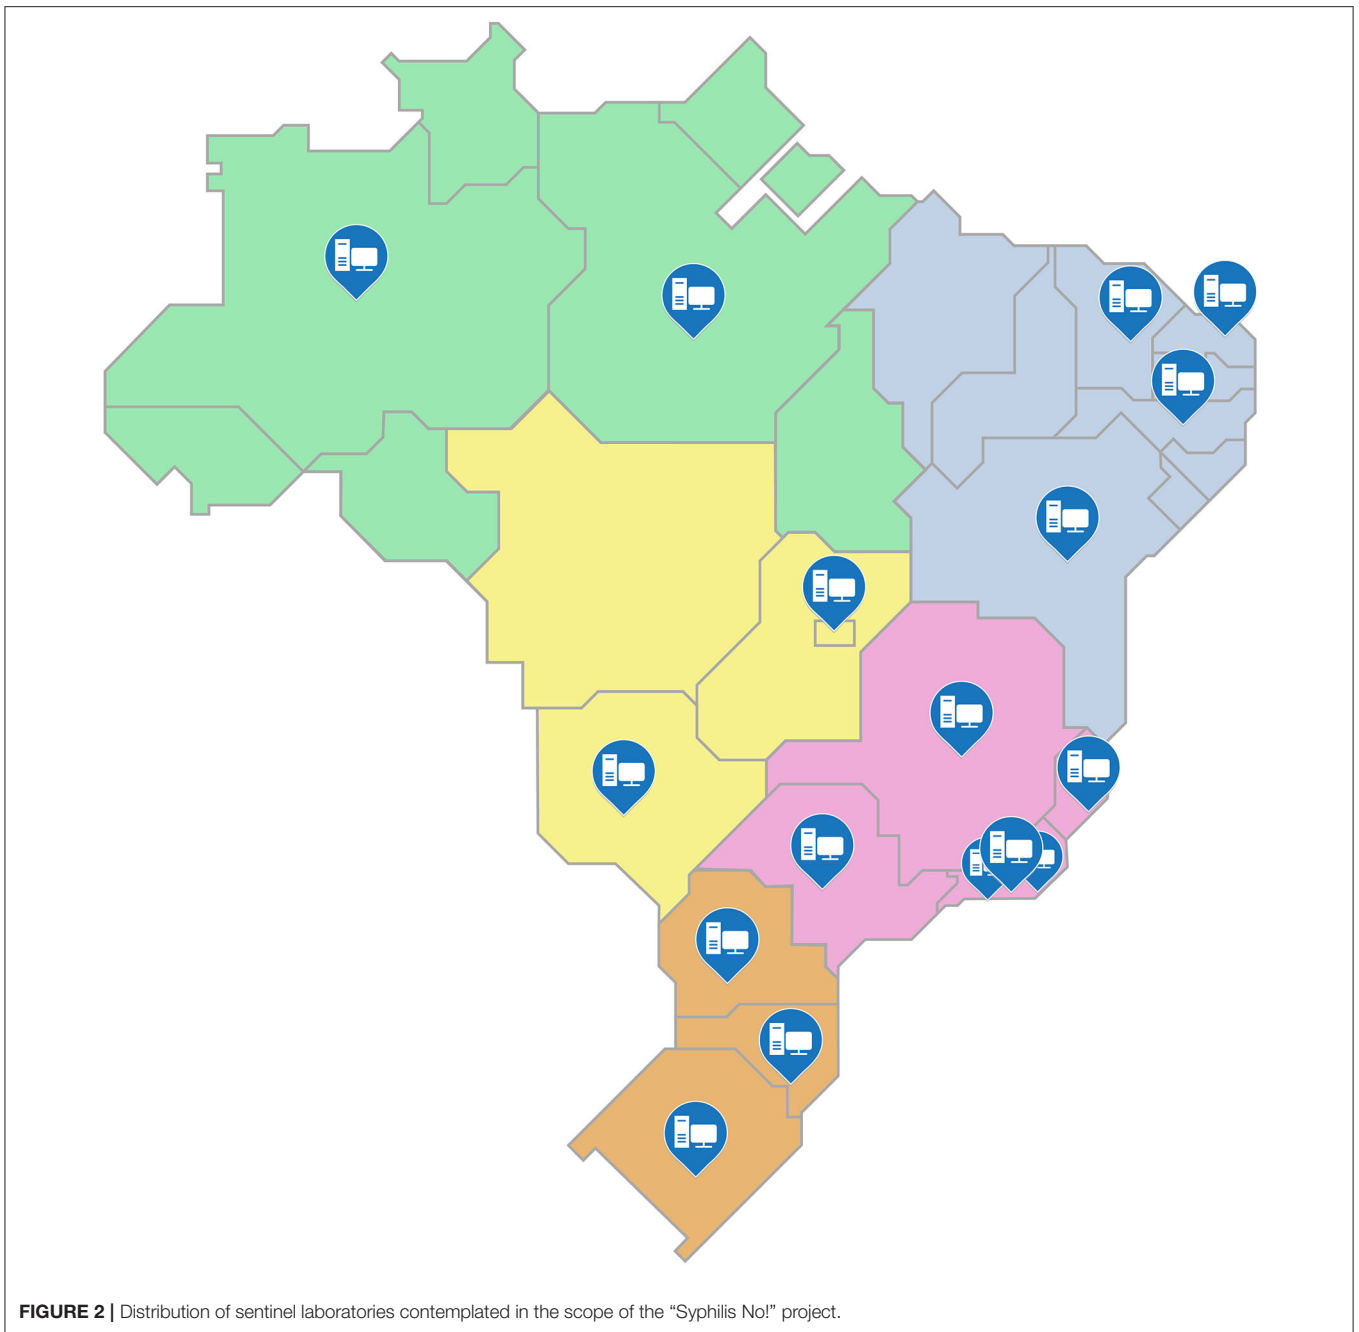 FIGURE 2 | Distribution of sentinel laboratories contemplated in the scope of the “Syphilis No!” project.